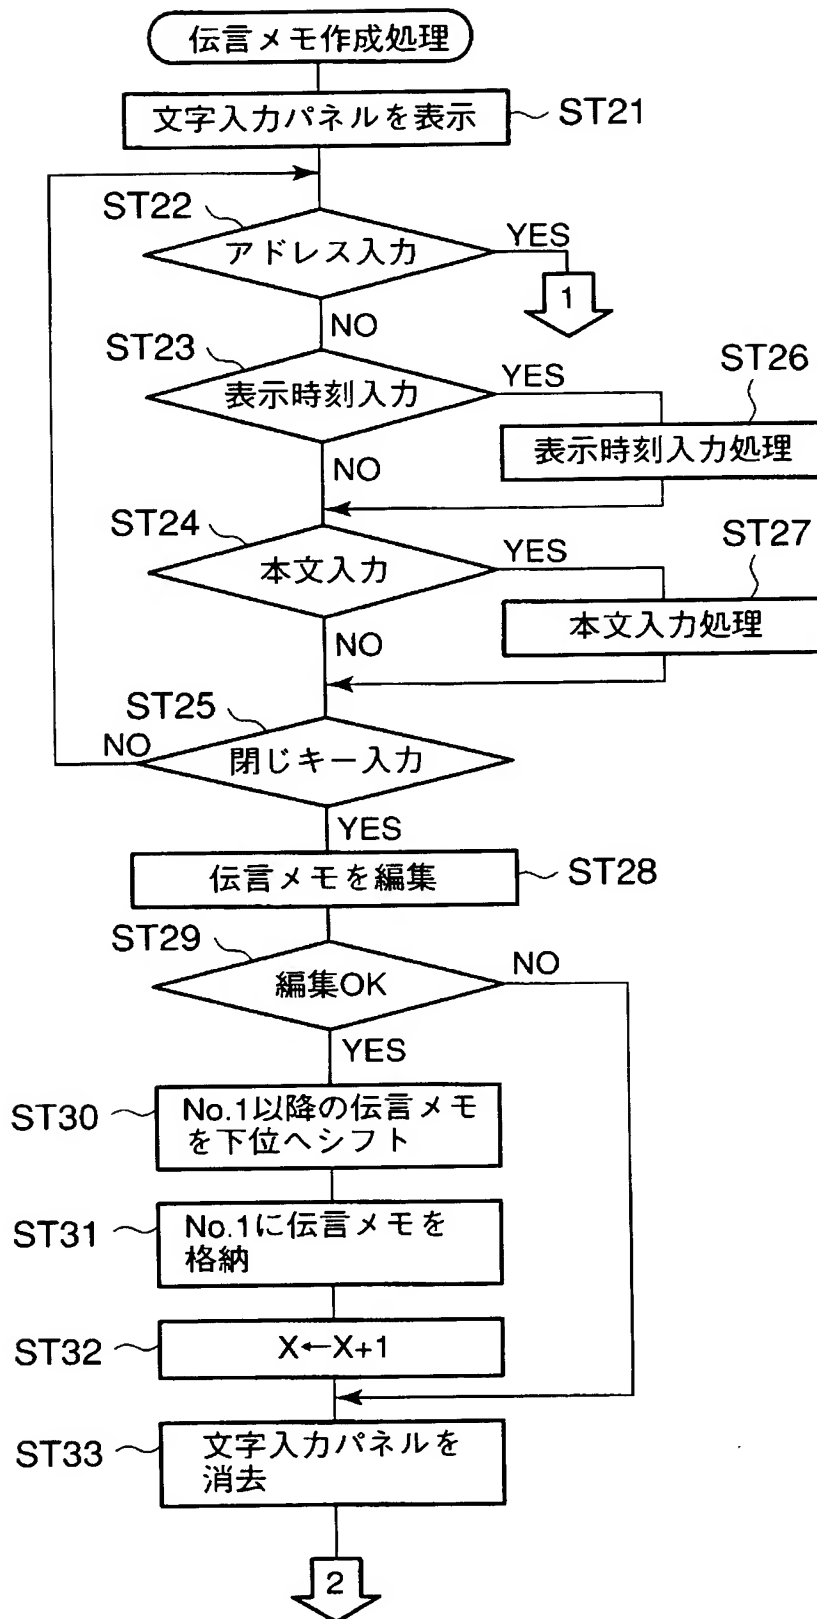 伝言メモ作成処理
文字入力パネルを表示
ST21
ST22
アドレス入力
YES
1
NO
ST23
表示時刻入力
YES
ST26
表示時刻入力処理
NO
ST24
本文入力
YES
ST27
本文入力処理
NO
ST25
閉じキー入力
NO
YES
伝言メモを編集
ST28
ST29
編集OK
NO
YES
ST30
No.1以降の伝言メモ
を下位へシフト
ST31
No.1に伝言メモを
格納
ST32
X←X+1
ST33
文字入力パネルを
消去
2